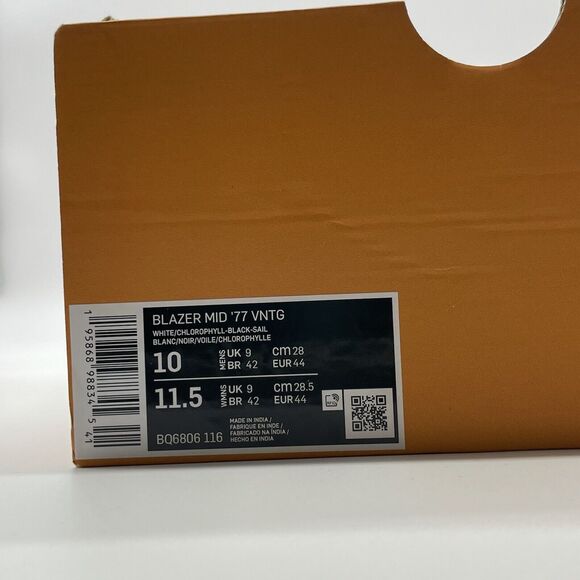 BLAZER MID '77 VNTG
WHITE/CHLOROPHYLL-BLACK-SAIL
BLANC/NOIR/VOILE/CHLOROPHYLLE
10 MENS UK 9 CM 28
BR 42 EUR 44
11.5 WMNS UK 9 CM 28.5
BR 42 EUR 44
BQ6806 116
MADE IN INDIA/
FABRIQUE EN INDE /
FABRICADO NA ÍNDIA/
HECHO EN INDIA
1 95868 98834 5 41